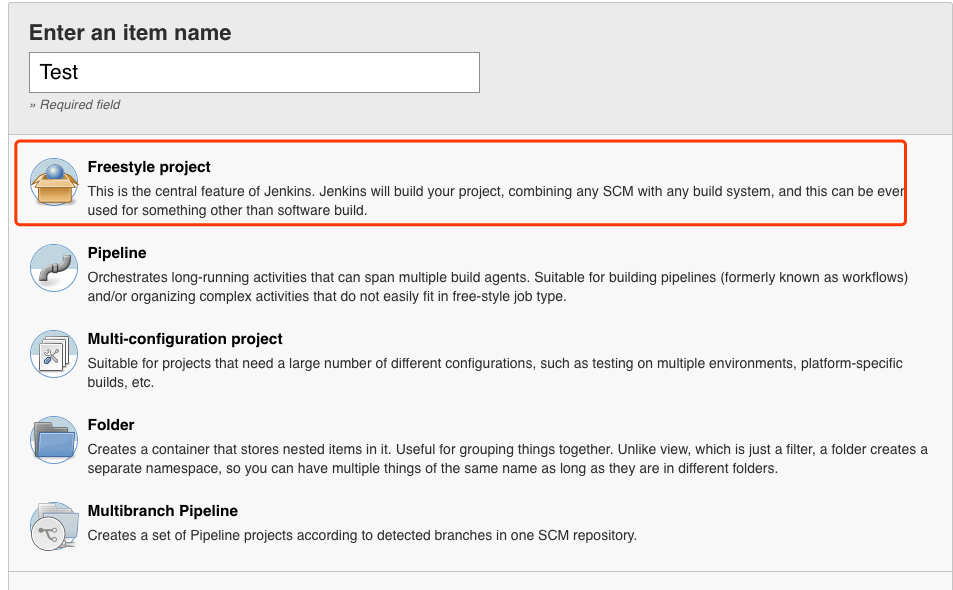 Enter an item name
Test
» Required field
Freestyle project
This is the central feature of Jenkins. Jenkins will build your project, combining any SCM with any build system, and this can be even
used for something other than software build.
Pipeline
Orchestrates long-running activities that can span multiple build agents. Suitable for building pipelines (formerly known as workflows)
and/or organizing complex activities that do not easily fit in free-style job type.
Multi-configuration project
Suitable for projects that need a large number of different configurations, such as testing on multiple environments, platform-specific
builds, etc.
Folder
Creates a container that stores nested items in it. Useful for grouping things together. Unlike view, which is just a filter, a folder creates a
separate namespace, so you can have multiple things of the same name as long as they are in different folders.
Multibranch Pipeline
Creates a set of Pipeline projects according to detected branches in one SCM repository.